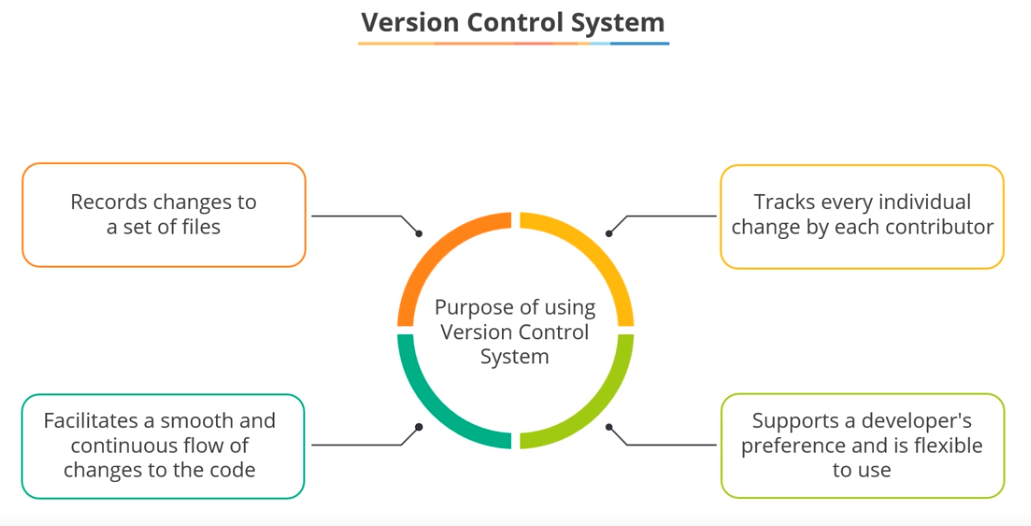 Version Control System
Records changes to
a set of files
Tracks every individual
change by each contributor
Purpose of using
Version Control
System
Facilitates a smooth and
continuous flow of
changes to the code
Supports a developer's
preference and is flexible
to use